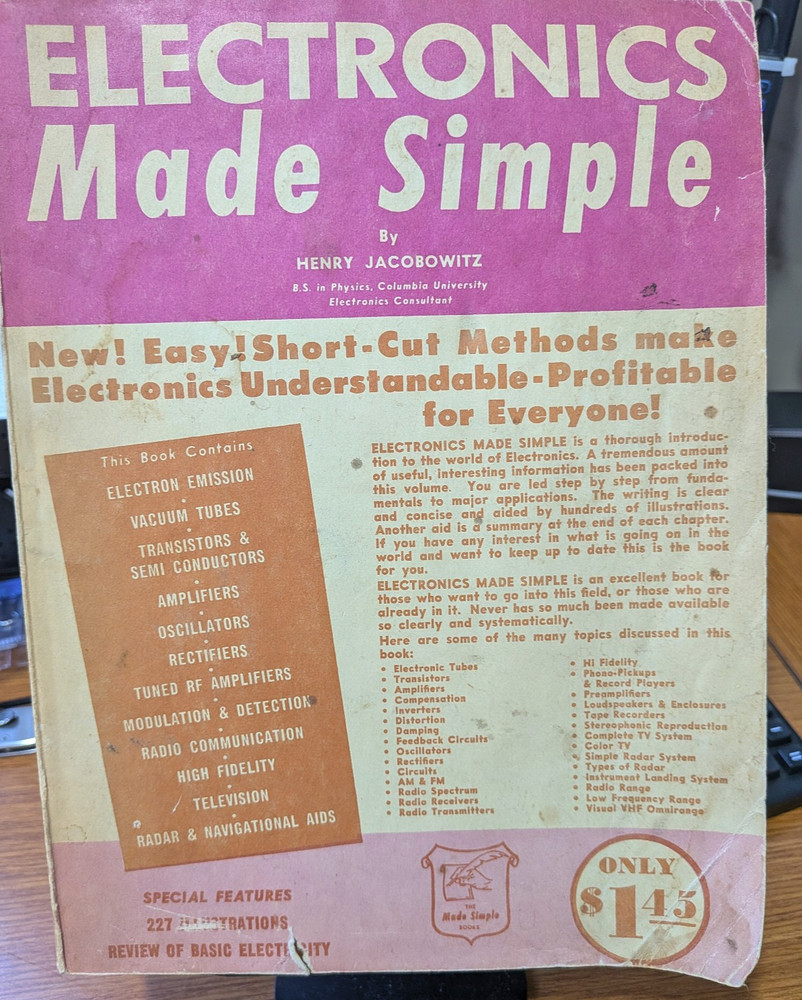 ELECTRONICS
Made Simple
By
HENRY JACOBOWITZ
B.S. in Physics, Columbia University
Electronics Consultant
New! Easy! Short-Cut Methods make
Electronics Understandable-Profitable
for Everyone!
This Book Contains
ELECTRON EMISSION
•
VACUUM TUBES
•
TRANSISTORS &
SEMI CONDUCTORS
•
AMPLIFIERS
•
OSCILLATORS
•
RECTIFIERS
•
TUNED RF AMPLIFIERS
•
MODULATION & DETECTION
•
RADIO COMMUNICATION
•
HIGH FIDELITY
•
TELEVISION
•
RADAR & NAVIGATIONAL AIDS
ELECTRONICS MADE SIMPLE is a thorough introduc-
tion to the world of Electronics. A tremendous amount
of useful, interesting information has been packed into
this volume. You are led step by step from funda-
mentals to major applications. The writing is clear
and concise and aided by hundreds of illustrations.
Another aid is a summary at the end of each chapter.
If you have any interest in what is going on in the
world and want to keep up to date this is the book
for you.
ELECTRONICS MADE SIMPLE is an excellent book for
those who want to go into this field, or those who are
already in it. Never has so much been made available
so clearly and systematically.
Here are some of the many topics discussed in this
book:
• Electronic Tubes
• Transistors
• Amplifiers
• Compensation
• Inverters
• Distortion
• Damping
• Feedback Circuits
• Oscillators
• Rectifiers
• Circuits
• AM & FM
• Radio Spectrum
• Radio Receivers
• Radio Transmitters
• Hi Fidelity
• Phono-Pickups
& Record Players
• Preamplifiers
• Loudspeakers & Enclosures
• Tape Recorders
• Stereophonic Reproduction
• Complete TV System
• Color TV
• Simple Radar System
• Types of Radar
• Instrument Landing System
• Radio Range
• Low Frequency Range
• Visual VHF Omnirange
SPECIAL FEATURES
227 ILLUSTRATIONS
REVIEW OF BASIC ELECTRICITY
THE
Made Simple
BOOKS
ONLY
$1.45